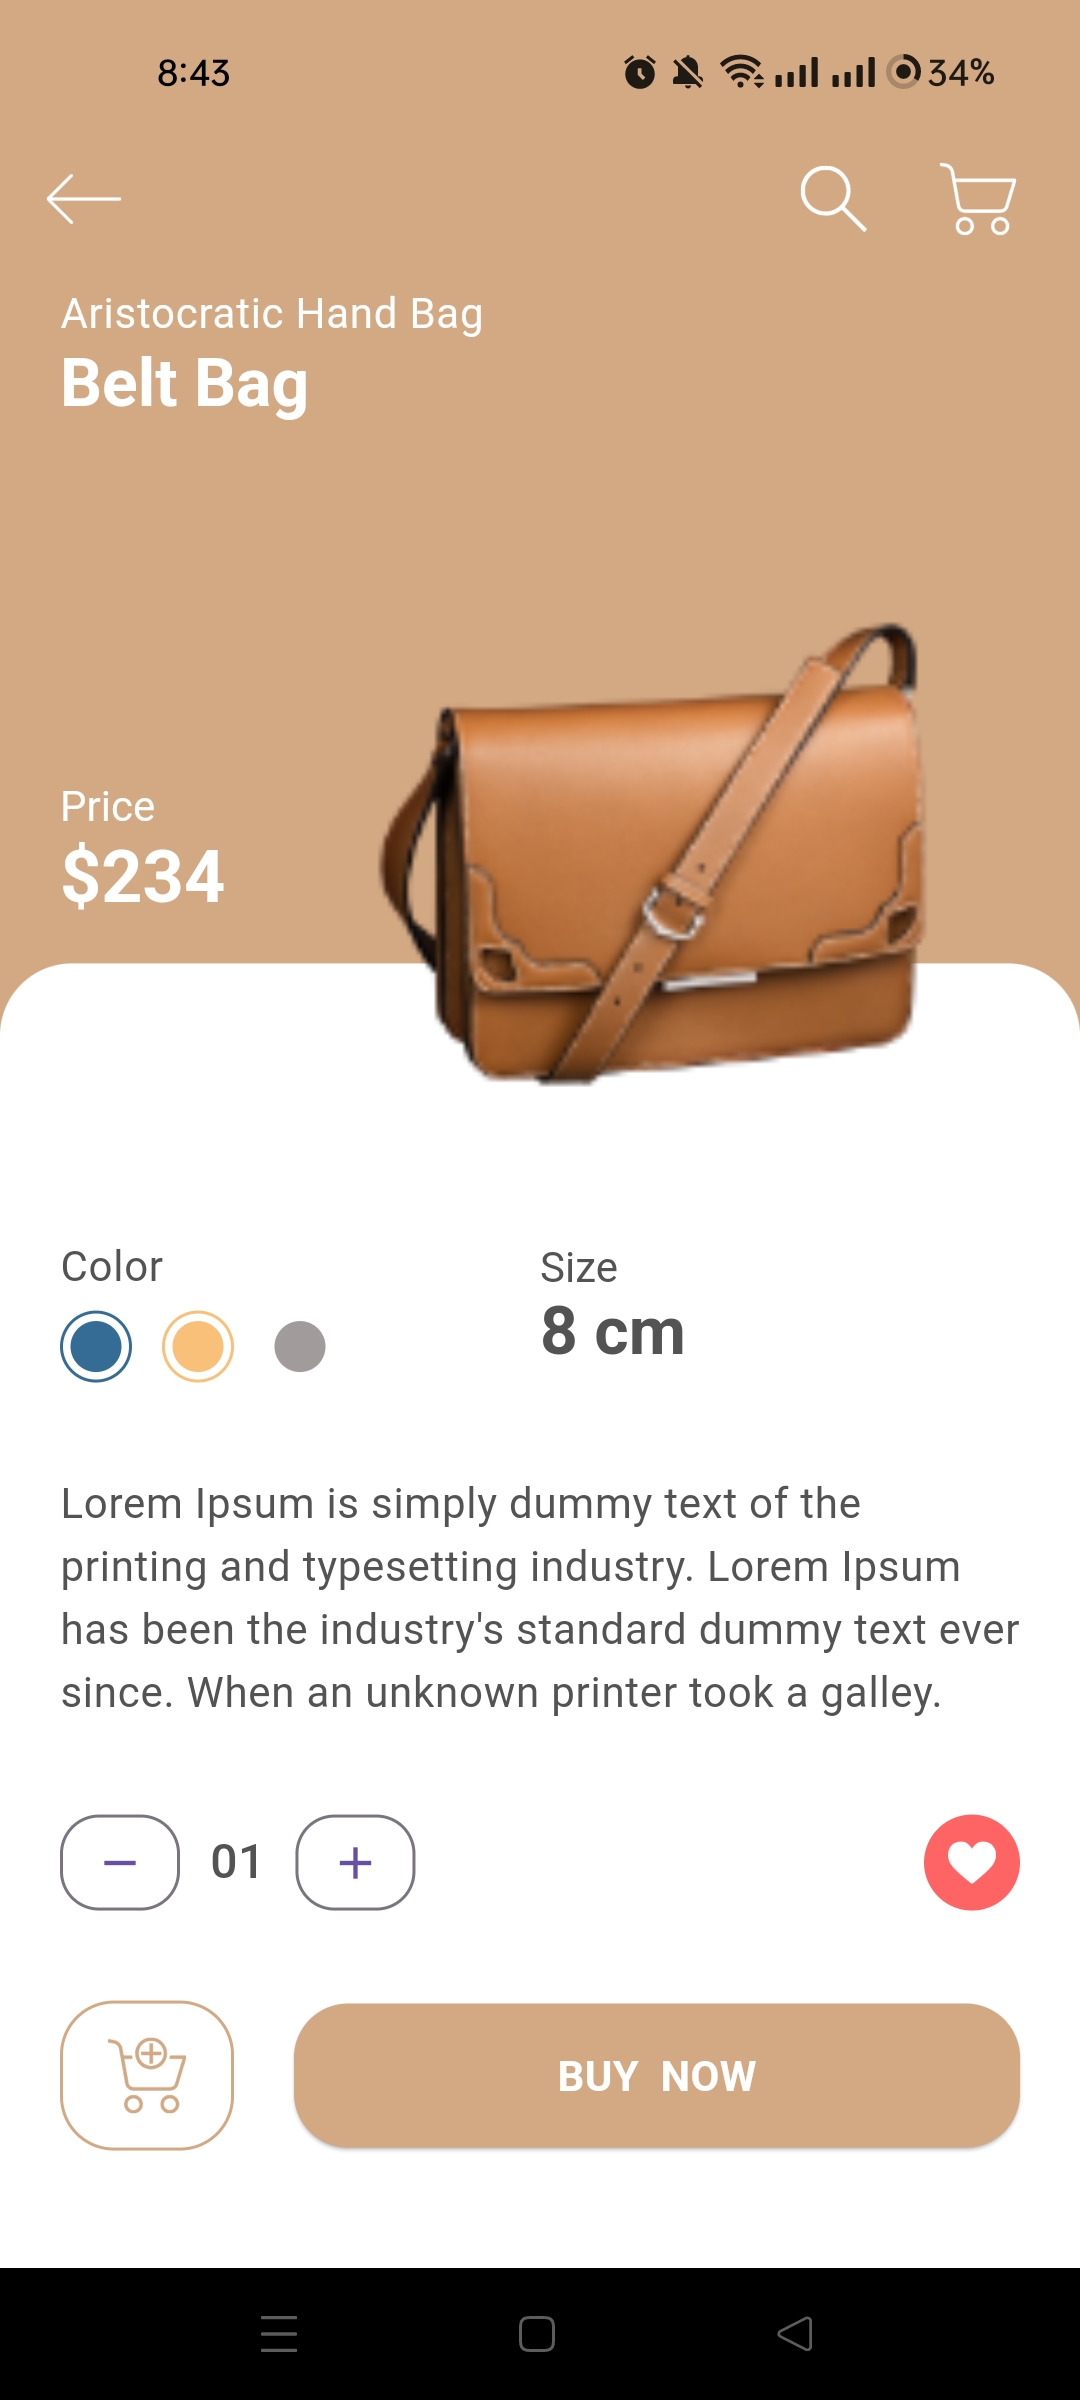 8:43
34%
Aristocratic Hand Bag
Belt Bag
Price
$234
Color
Size
8 cm
Lorem Ipsum is simply dummy text of the
printing and typesetting industry. Lorem Ipsum
has been the industry's standard dummy text ever
since. When an unknown printer took a galley.
01
BUY NOW